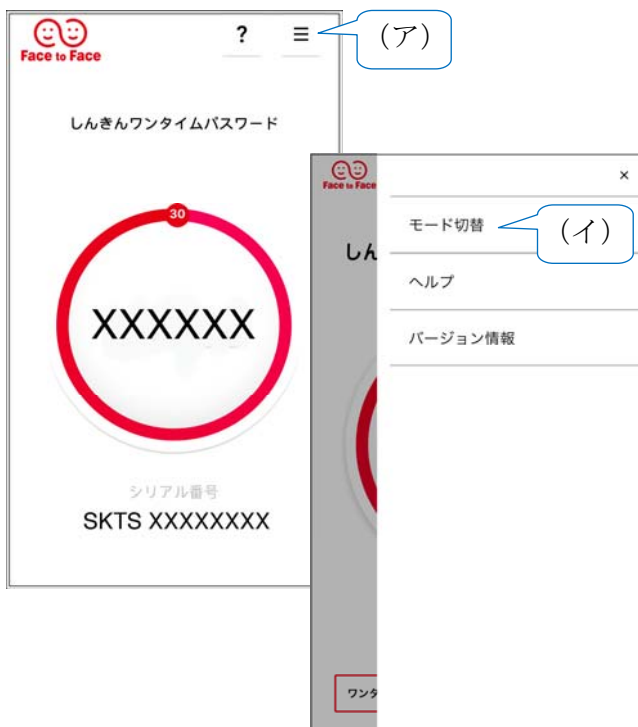 Face to Face
?
☰
(ア)
しんきんワンタイムパスワード
30
XXXXXX
シリアル番号
SKTS XXXXXXXX
Face to Face
×
しん
モード切替
(イ)
ヘルプ
バージョン情報
ワンタ